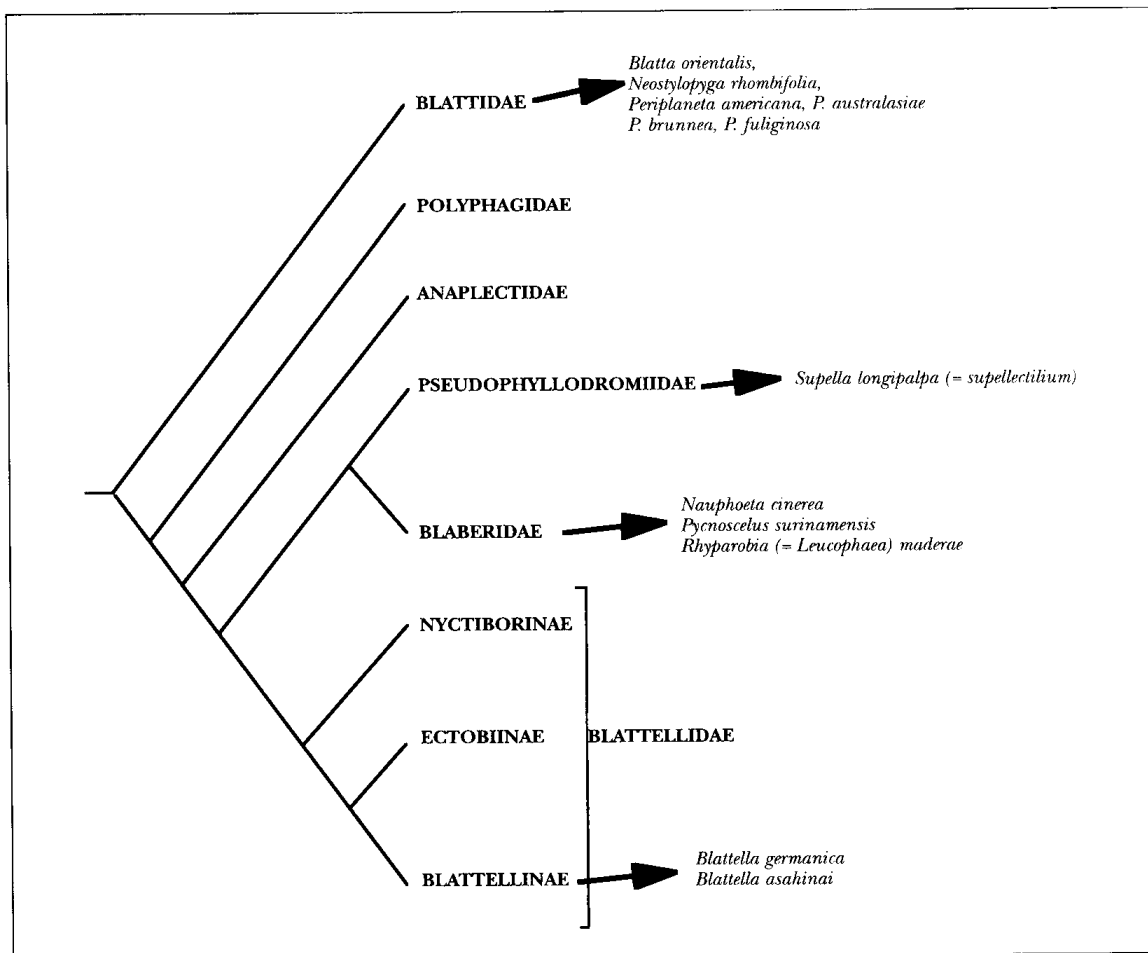 BLATTIDAE
Blatta orientalis,
Neostylopyga rhombifolia,
Periplaneta americana, P. australasiae
P. brunnea, P. fuliginosa
POLYPHAGIDAE
ANAPLECTIDAE
PSEUDOPHYLLODROMIIDAE
Supella longipalpa (= supellectilium)
BLABERIDAE
Nauphoeta cinerea
Pycnoscelus surinamensis
Rhyparobia (= Leucophaea) maderae
NYCTIBORINAE
ECTOBIINAE
BLATTELLIDAE
BLATTELLINAE
Blattella germanica
Blattella asahinai